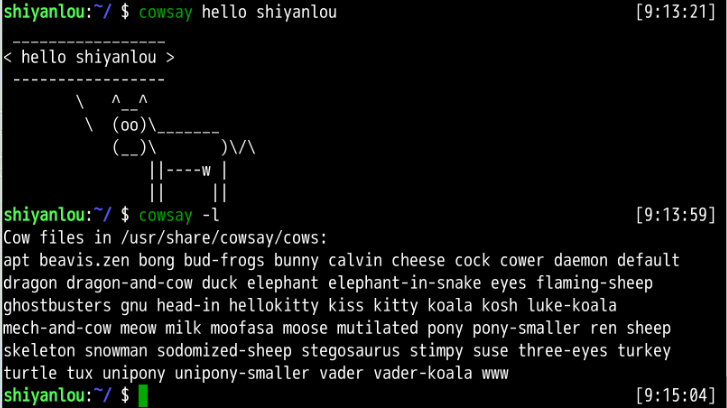 shiyanlou:~/ $ cowsay hello shiyanlou [9:13:21]
 _________________
< hello shiyanlou >
 -----------------
        \   ^__^
         \  (oo)\_______
            (__)\       )\/\
                ||----w |
                ||     ||
shiyanlou:~/ $ cowsay -l [9:13:59]
Cow files in /usr/share/cowsay/cows:
apt beavis.zen bong bud-frogs bunny calvin cheese cock cower daemon default
dragon dragon-and-cow duck elephant elephant-in-snake eyes flaming-sheep
ghostbusters gnu head-in hellokitty kiss kitty koala kosh luke-koala
mech-and-cow meow milk moofasa moose mutilated pony pony-smaller ren sheep
skeleton snowman sodomized-sheep stegosaurus stimpy suse three-eyes turkey
turtle tux unipony unipony-smaller vader vader-koala www
shiyanlou:~/ $ [9:15:04]